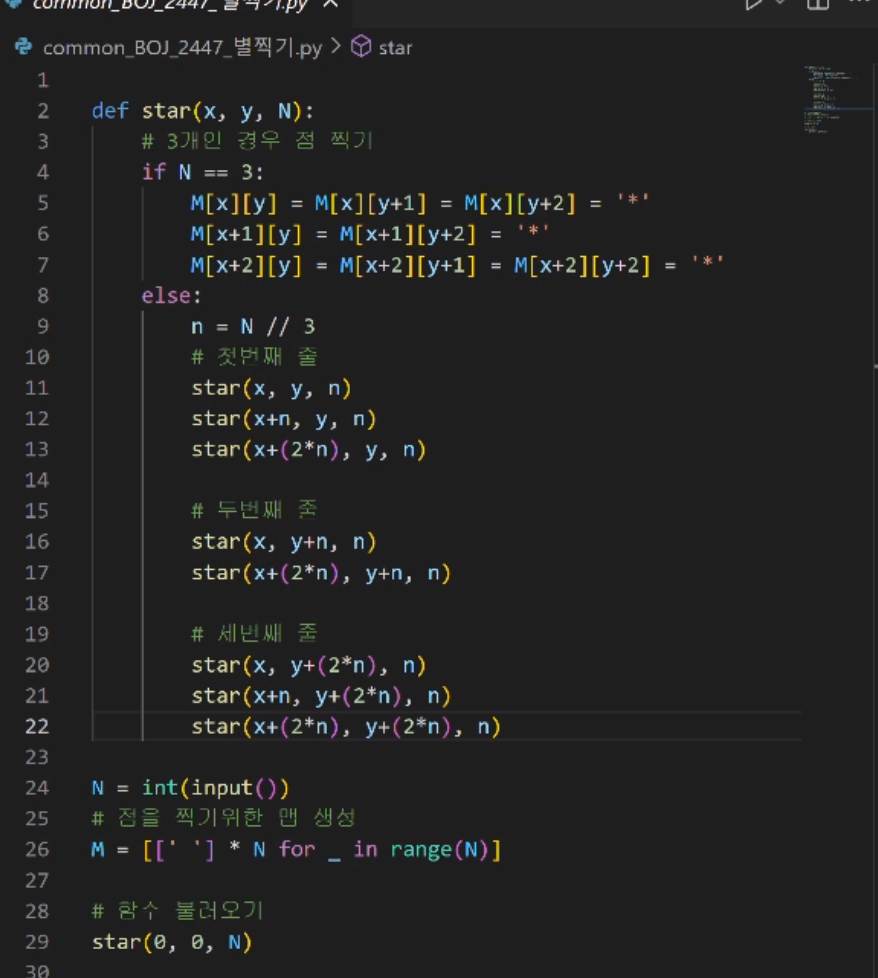 common_BOJ_2447_별찍기.py
common_BOJ_2447_별찍기.py > star
1
2 def star(x, y, N):
3 # 3개인 경우 점 찍기
4 if N == 3:
5 M[x][y] = M[x][y+1] = M[x][y+2] = '*'
6 M[x+1][y] = M[x+1][y+2] = '*'
7 M[x+2][y] = M[x+2][y+1] = M[x+2][y+2] = '*'
8 else:
9 n = N // 3
10 # 첫번째 줄
11 star(x, y, n)
12 star(x+n, y, n)
13 star(x+(2*n), y, n)
14
15 # 두번째 줄
16 star(x, y+n, n)
17 star(x+(2*n), y+n, n)
18
19 # 세번째 줄
20 star(x, y+(2*n), n)
21 star(x+n, y+(2*n), n)
22 star(x+(2*n), y+(2*n), n)
23
24 N = int(input())
25 # 점을 찍기위한 맵 생성
26 M = [[' '] * N for _ in range(N)]
27
28 # 함수 불러오기
29 star(0, 0, N)
30